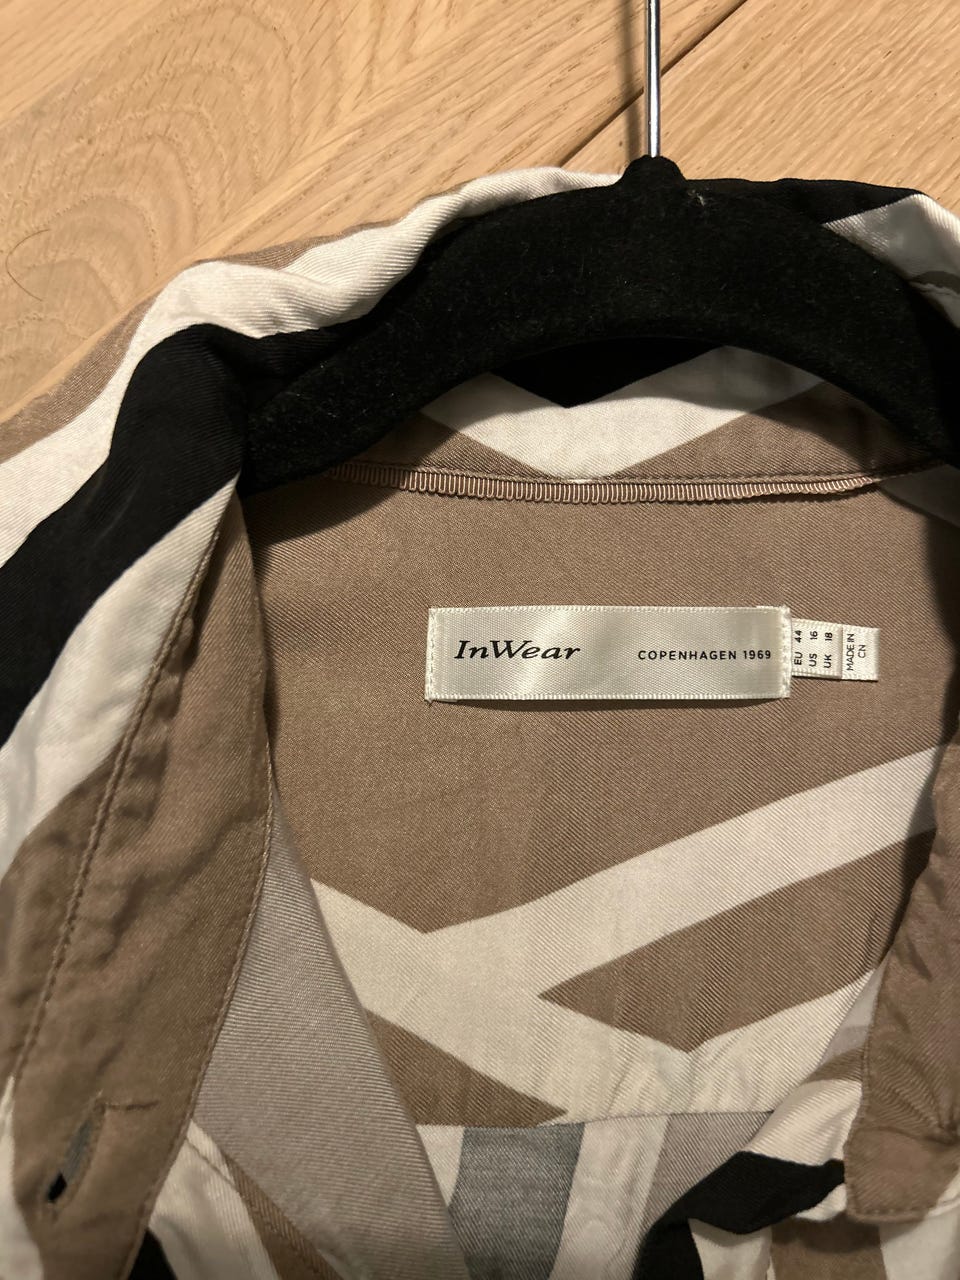 InWear
COPENHAGEN 1969
EU 44
US 16
UK 18
MADE IN
CN